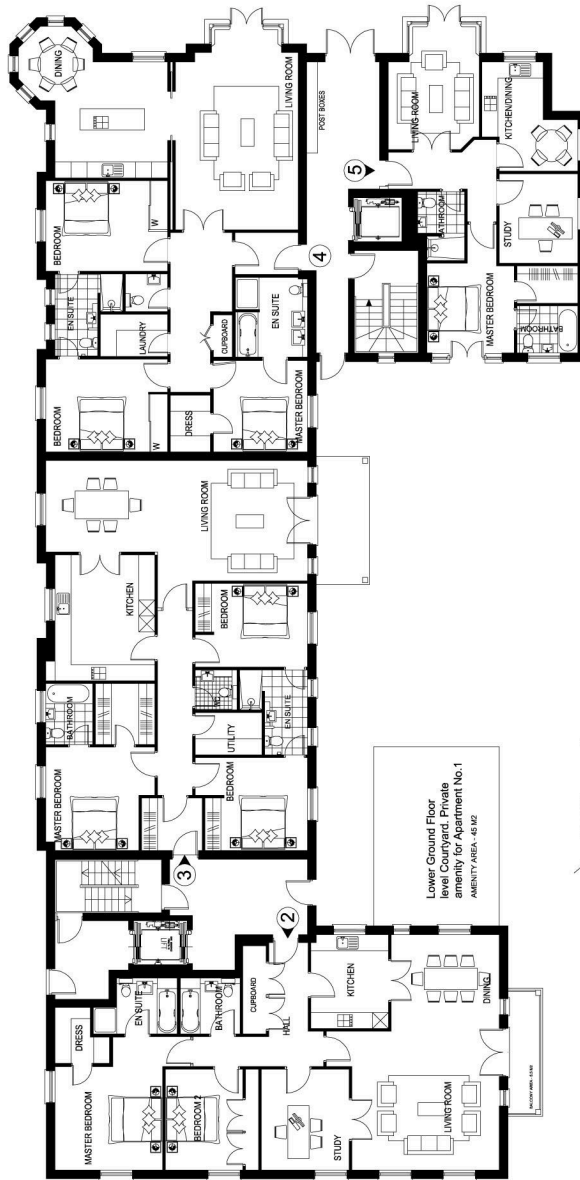 DINING
LIVING ROOM
POST BOXES
LIVING ROOM
KITCHEN/DINING
BEDROOM
W
5
BATHROOM
STUDY
4
EN SUITE
LAUNDRY
CUPBOARD
EN SUITE
MASTER BEDROOM
BATHROOM
BEDROOM
W
DRESS
MASTER BEDROOM
LIVING ROOM
KITCHEN
BEDROOM
BATHROOM
WC
EN SUITE
UTILITY
MASTER BEDROOM
BEDROOM
3
Lower Ground Floor
level Courtyard. Private
amenity for Apartment No.1
AMENITY AREA - 45 M2
2
LIFT
EN SUITE
BATHROOM
CUPBOARD
HALL
KITCHEN
DINING
DRESS
MASTER BEDROOM
BEDROOM 2
STUDY
LIVING ROOM